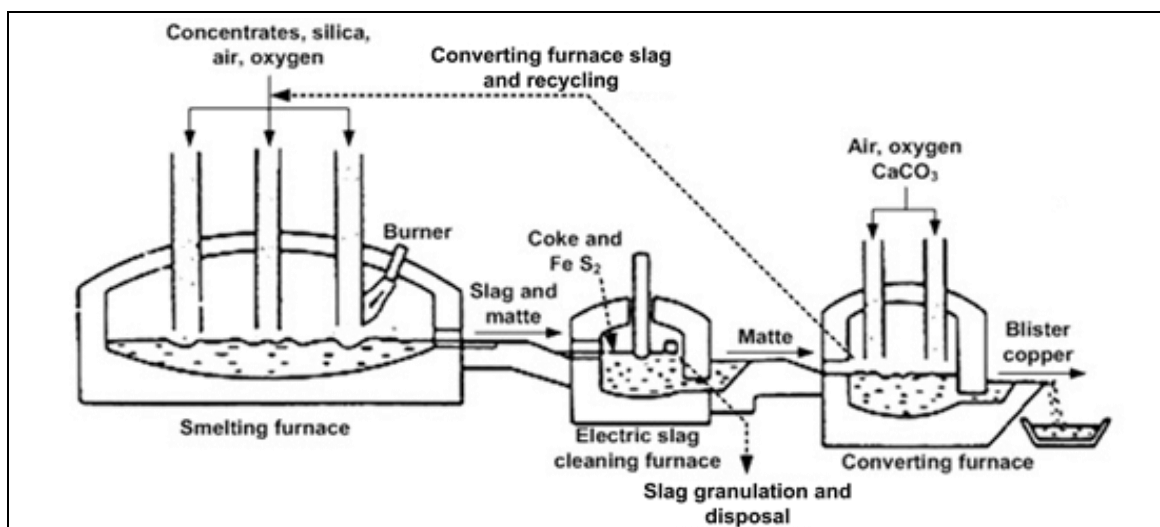 Concentrates, silica,
air, oxygen
Converting furnace slag
and recycling
Air, oxygen
CaCO₃
Burner
Coke and
Fe S₂
Slag and
matte
Matte
Blister
copper
Smelting furnace
Electric slag
cleaning furnace
Converting furnace
Slag granulation and
disposal